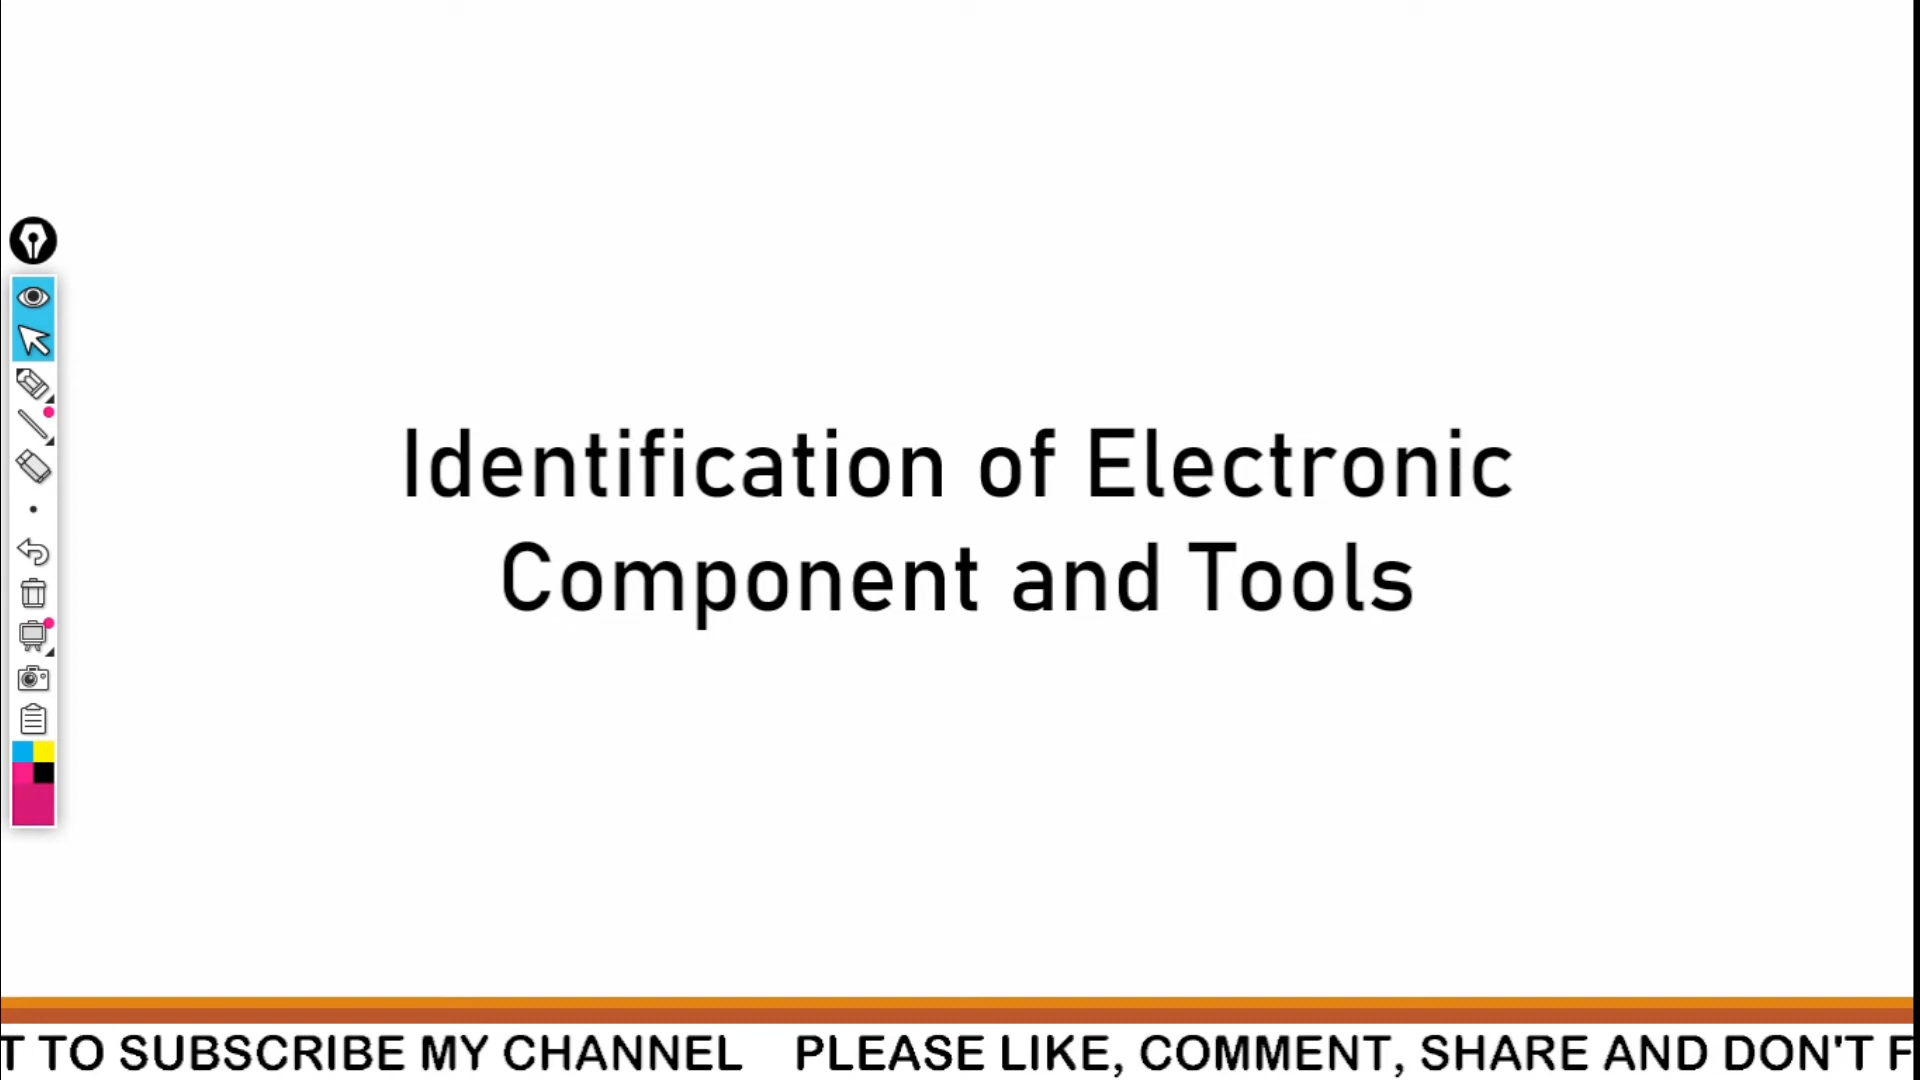 Identification of Electronic
Component and Tools
T TO SUBSCRIBE MY CHANNEL PLEASE LIKE, COMMENT, SHARE AND DON'T F